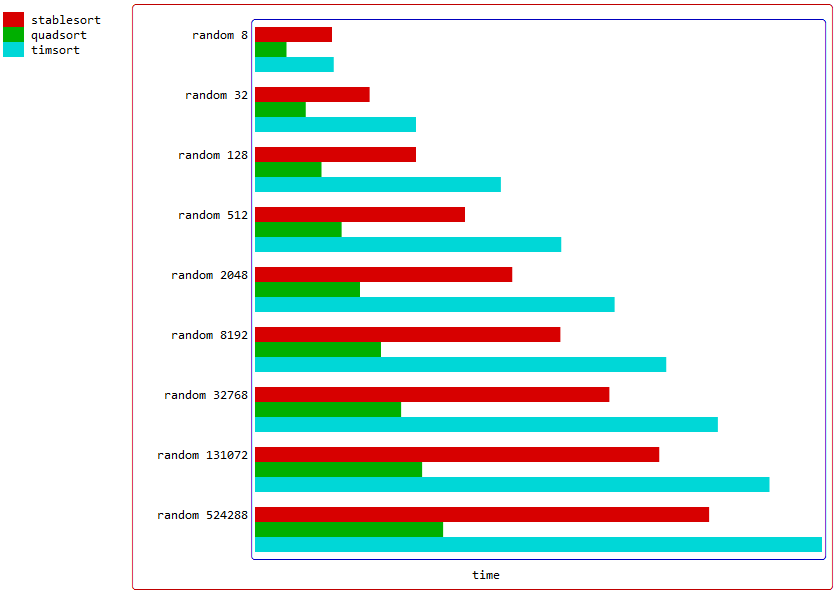 stablesort
quadsort
timsort
random 8
random 32
random 128
random 512
random 2048
random 8192
random 32768
random 131072
random 524288
time